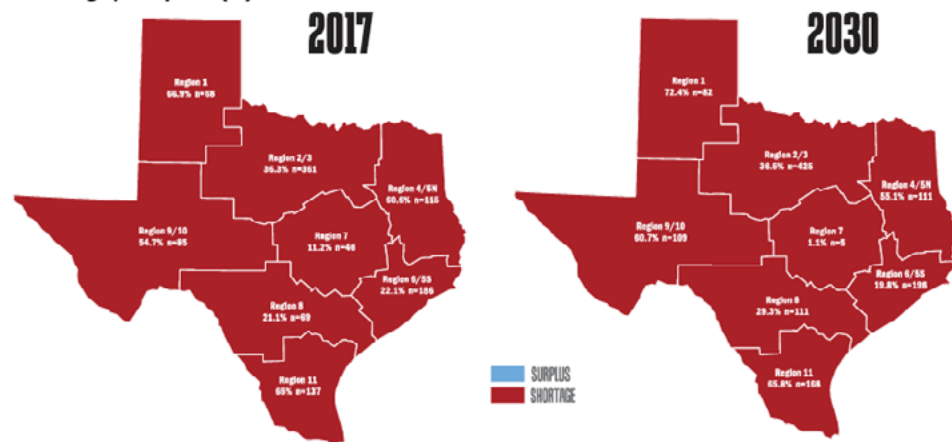 2017
2030
Region 1
56.9% n=58
Region 2/3
36.3% n=351
Region 4/5N
60.6% n=115
Region 9/10
54.7% n=85
Region 7
11.2% n=46
Region 6/5S
22.1% n=186
Region 8
21.1% n=69
Region 11
65% n=137
Region 1
72.4% n=82
Region 2/3
36.5% n=425
Region 4/5N
55.1% n=111
Region 9/10
60.7% n=109
Region 7
1.1% n=5
Region 6/5S
19.8% n=198
Region 8
29.3% n=111
Region 11
65.8%
SURPLUS
SHORTAGE